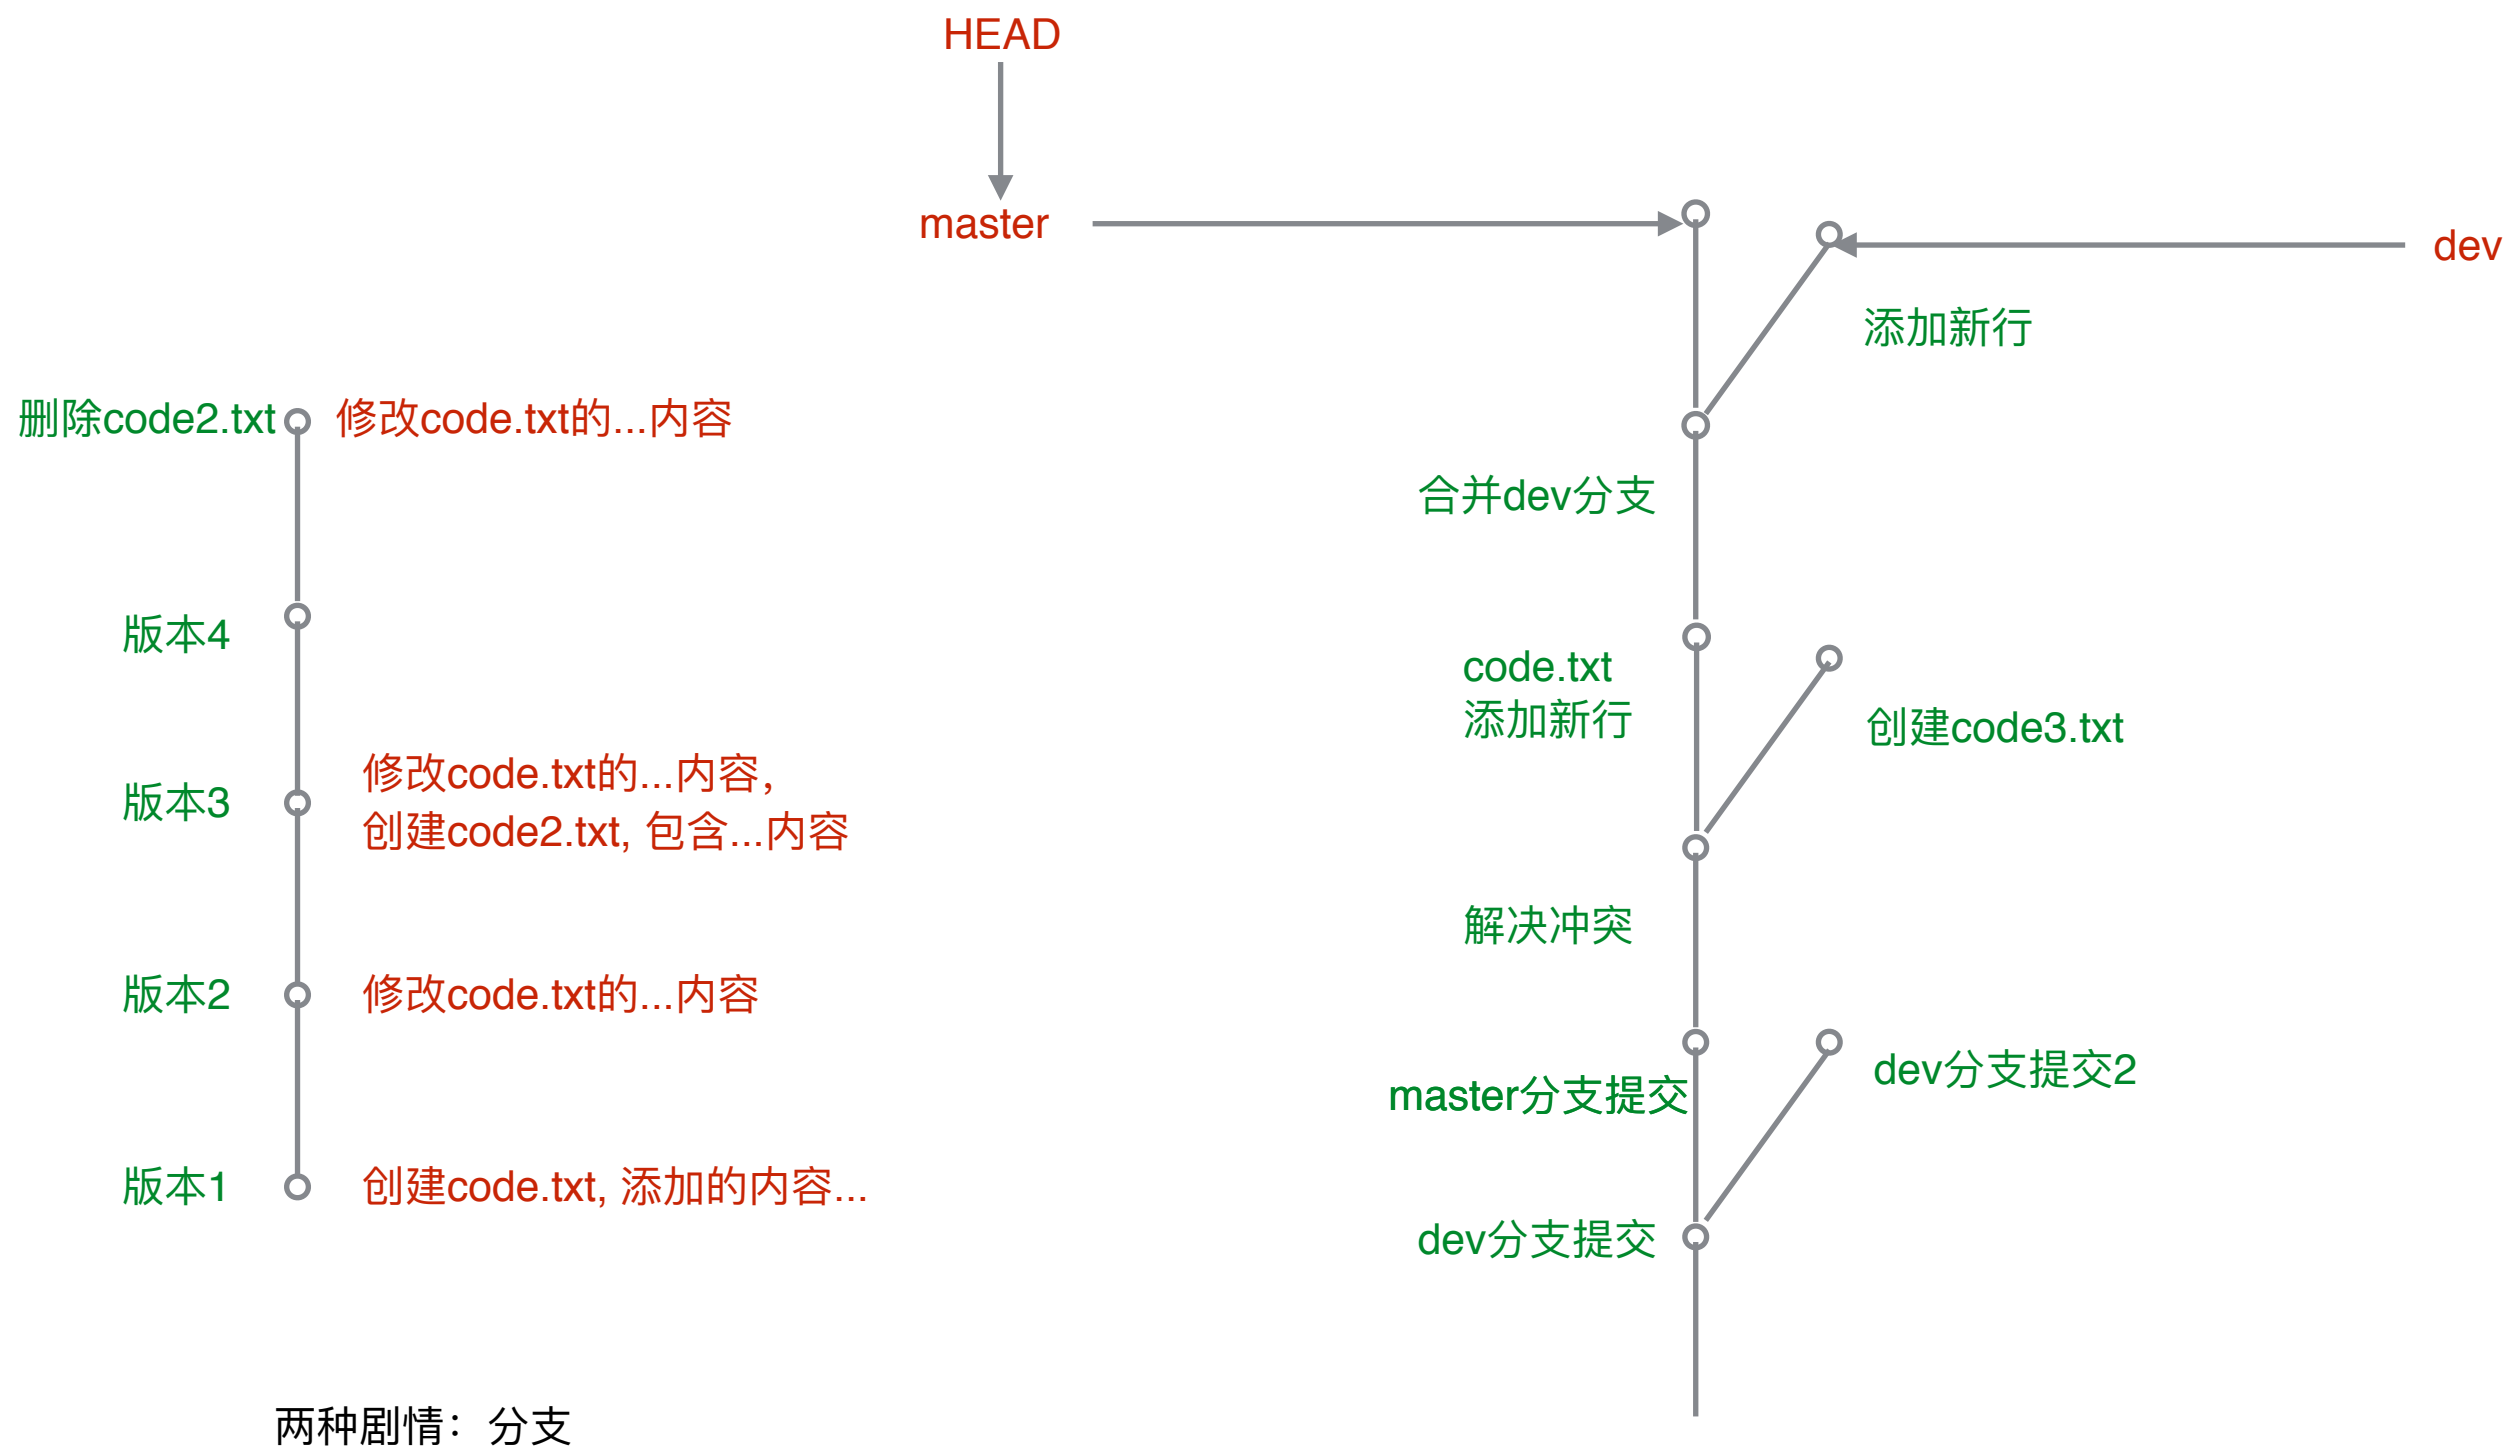 HEAD
master
dev
添加新行
删除code2.txt
修改code.txt的...内容
合并dev分支
版本4
code.txt
添加新行
创建code3.txt
版本3
修改code.txt的...内容，
创建code2.txt, 包含...内容
解决冲突
版本2
修改code.txt的...内容
master分支提交
dev分支提交2
版本1
创建code.txt, 添加的内容...
dev分支提交
两种剧情：分支